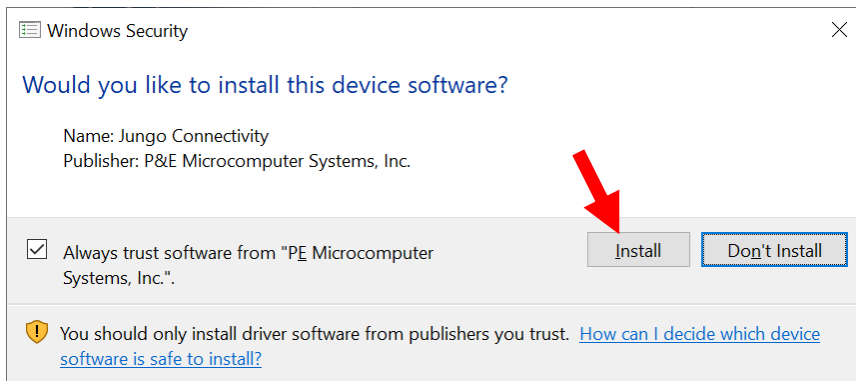 Windows Security
Would you like to install this device software?
Name: Jungo Connectivity
Publisher: P&E Microcomputer Systems, Inc.
Always trust software from "PE Microcomputer
Systems, Inc.".
Install
Don't Install
You should only install driver software from publishers you trust. How can I decide which device
software is safe to install?